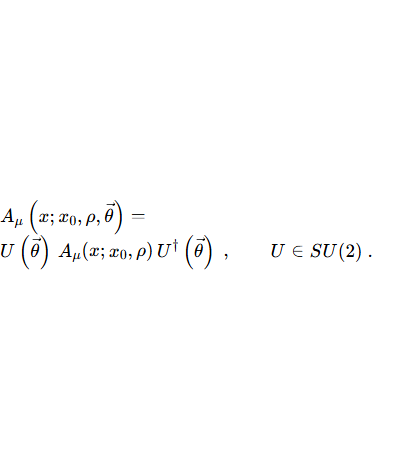 A_μ (x; x_0, ρ, \vec{θ}) =
U (\vec{θ}) A_μ(x; x_0, ρ) U^† (\vec{θ}) , U ∈ SU(2) .